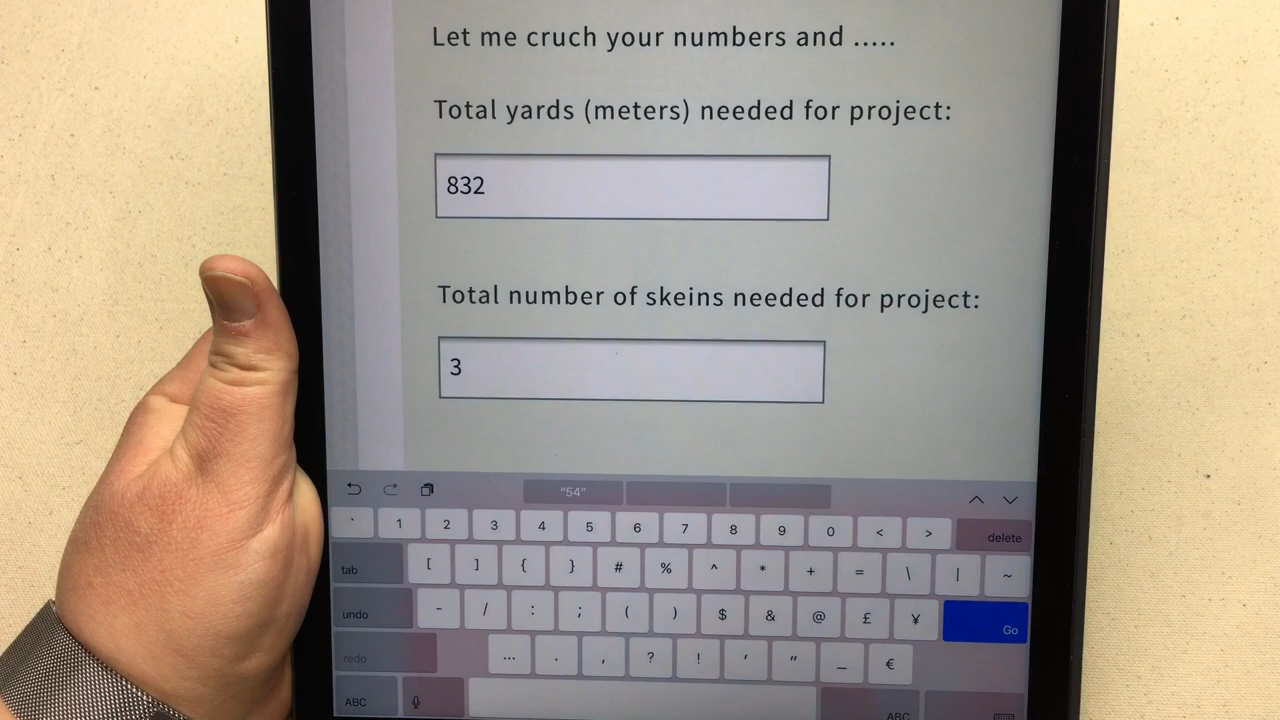 Let me cruch your numbers and .....
Total yards (meters) needed for project:
832
Total number of skeins needed for project:
3
"54"
` 1 2 3 4 5 6 7 8 9 0 < > delete
tab [ ] { } # % ^ * + = \ | ~
undo - / : ; ( ) $ & @ £ ¥ Go
redo ... . , ? ! ' " _ €
ABC ABC